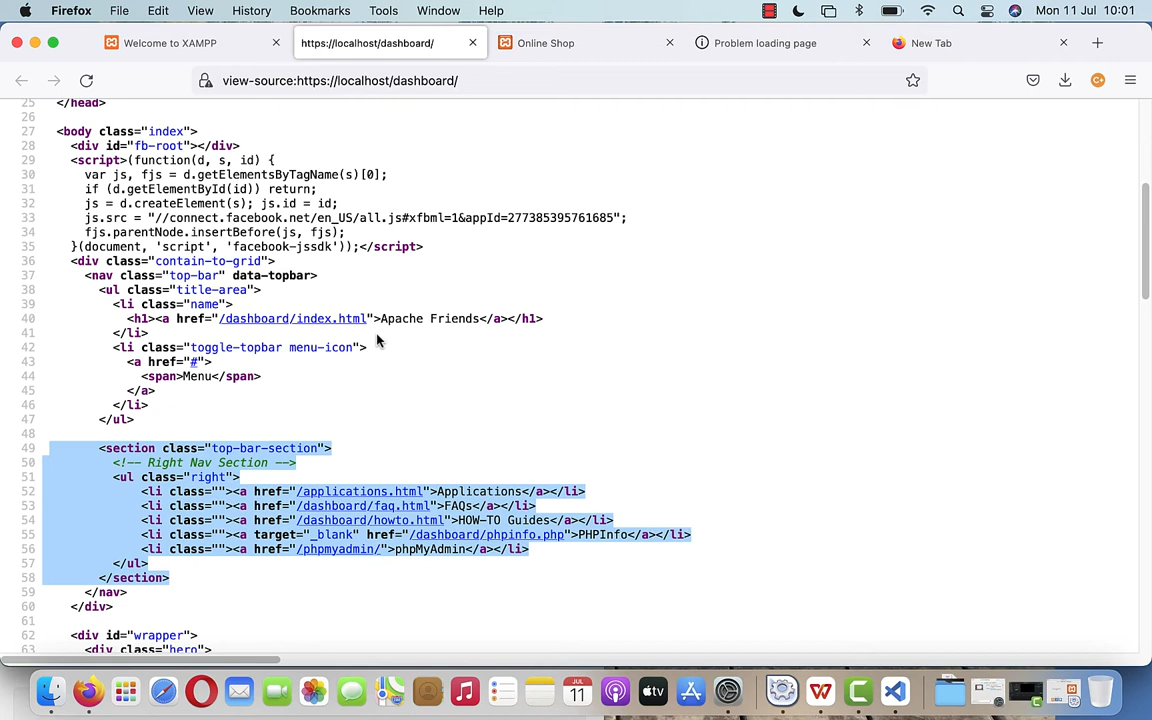 Firefox File Edit View History Bookmarks Tools Window Help Mon 11 Jul 10:01
Welcome to XAMPP https://localhost/dashboard/ Online Shop Problem loading page New Tab
view-source:https://localhost/dashboard/ C+
25 </head>
26
27 <body class="index">
28 <div id="fb-root"></div>
29 <script>(function(d, s, id) {
30 var js, fjs = d.getElementsByTagName(s)[0];
31 if (d.getElementById(id)) return;
32 js = d.createElement(s); js.id = id;
33 js.src = "//connect.facebook.net/en_US/all.js#xfbml=1&appId=277385395761685";
34 fjs.parentNode.insertBefore(js, fjs);
35 }(document, 'script', 'facebook-jssdk'));</script>
36 <div class="contain-to-grid">
37 <nav class="top-bar" data-topbar>
38 <ul class="title-area">
39 <li class="name">
40 <h1><a href="/dashboard/index.html">Apache Friends</a></h1>
41 </li>
42 <li class="toggle-topbar menu-icon">
43 <a href="#">
44 <span>Menu</span>
45 </a>
46 </li>
47 </ul>
48
49 <section class="top-bar-section">
50 <!-- Right Nav Section -->
51 <ul class="right">
52 <li class=""><a href="/applications.html">Applications</a></li>
53 <li class=""><a href="/dashboard/faq.html">FAQs</a></li>
54 <li class=""><a href="/dashboard/howto.html">HOW-TO Guides</a></li>
55 <li class=""><a target="_blank" href="/dashboard/phpinfo.php">PHPInfo</a></li>
56 <li class=""><a href="/phpmyadmin/">phpMyAdmin</a></li>
57 </ul>
58 </section>
59 </nav>
60 </div>
61
62 <div id="wrapper">
63 <div class="hero">
JUL
11 tv